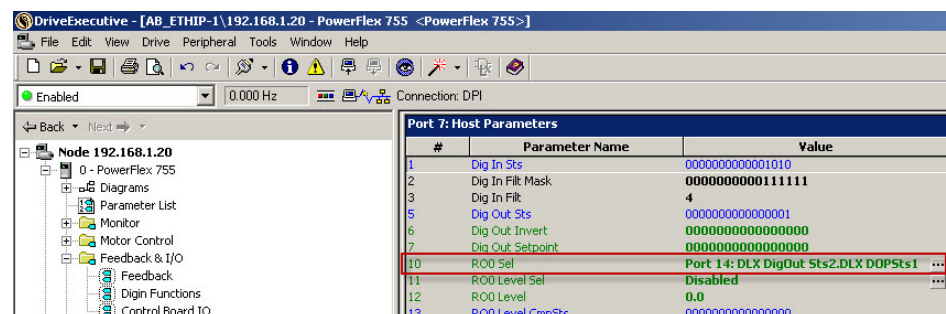 DriveExecutive - [AB_ETHIP-1\192.168.1.20 - PowerFlex 755 <PowerFlex 755>]
File Edit View Drive Peripheral Tools Window Help
Enabled 0.000 Hz Connection: DPI
Back Next
Node 192.168.1.20
0 - PowerFlex 755
Diagrams
Parameter List
Monitor
Motor Control
Feedback & I/O
Feedback
Digin Functions
Control Board IO
Port 7: Host Parameters
# Parameter Name Value
1 Dig In Sts 0000000000001010
2 Dig In Filt Mask 0000000000111111
3 Dig In Filt 4
5 Dig Out Sts 0000000000000001
6 Dig Out Invert 0000000000000000
7 Dig Out Setpoint 0000000000000000
10 RO0 Sel Port 14: DLX DigOut Sts2.DLX DOPSts1 ...
11 RO0 Level Sel Disabled ...
12 RO0 Level 0.0
13 RO0 Level CmpSts 0000000000000000